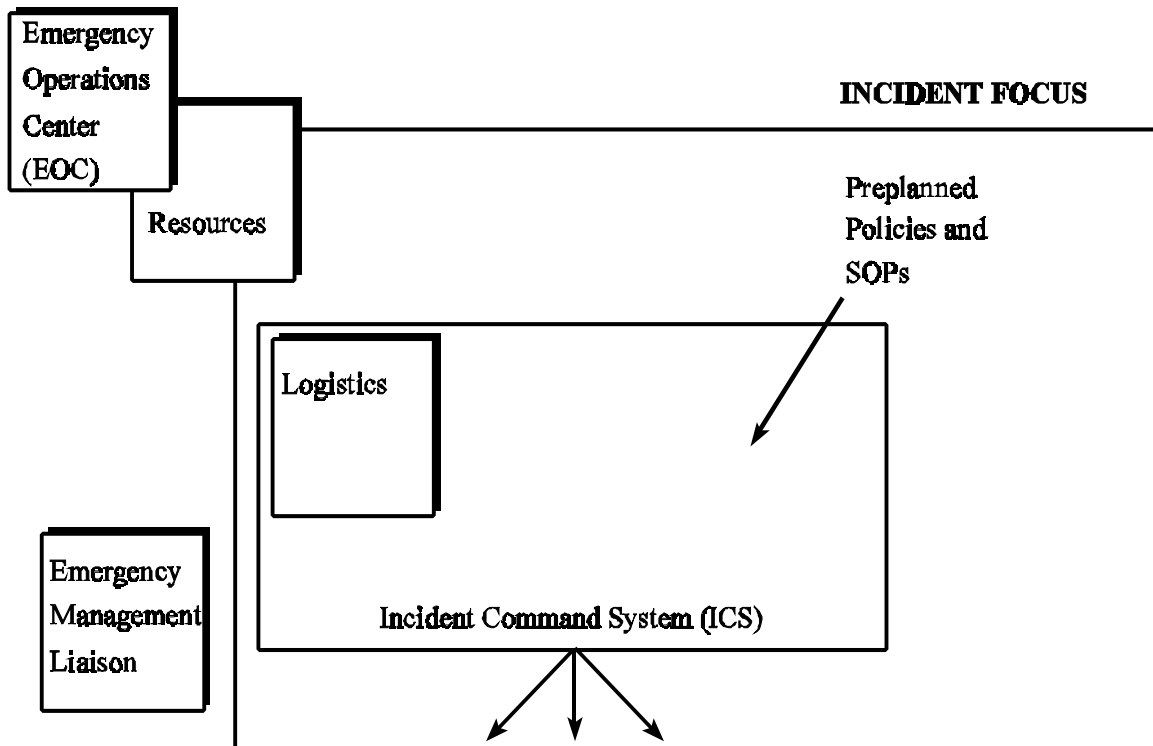 Emergency
Operations
Center
(EOC)
INCIDENT FOCUS
Resources
Preplanned
Policies and
SOPs
Logistics
Emergency
Management
Liaison
Incident Command System (ICS)